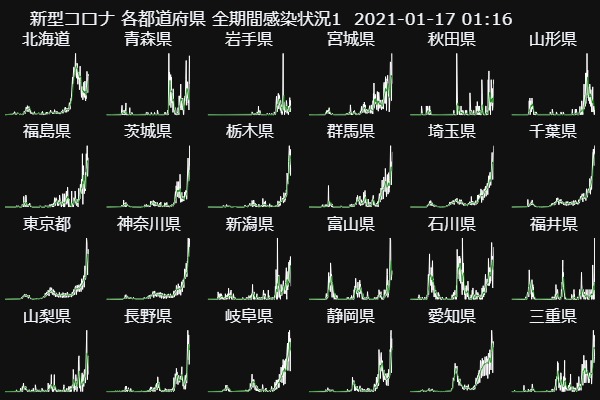 新型コロナ 各都道府県 全期間感染状況1 2021-01-17 01:16
北海道 青森県 岩手県 宮城県 秋田県 山形県
福島県 茨城県 栃木県 群馬県 埼玉県 千葉県
東京都 神奈川県 新潟県 富山県 石川県 福井県
山梨県 長野県 岐阜県 静岡県 愛知県 三重県